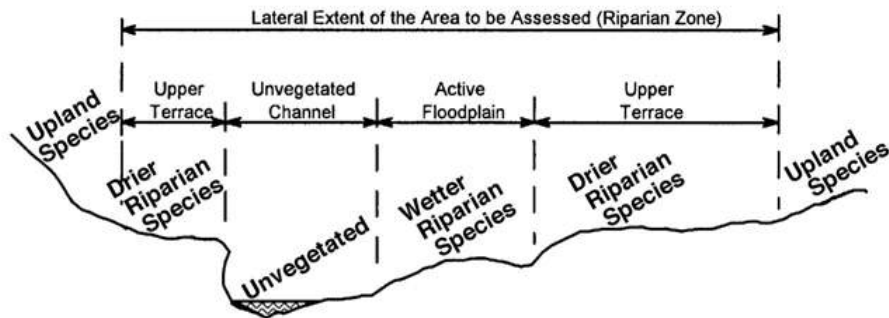 Lateral Extent of the Area to be Assessed (Riparian Zone)
Upper
Terrace
Unvegetated
Channel
Active
Floodplain
Upper
Terrace
Upland
Species
Drier
Riparian
Species
Unvegetated
Wetter
Riparian
Species
Drier
Riparian
Species
Upland
Species